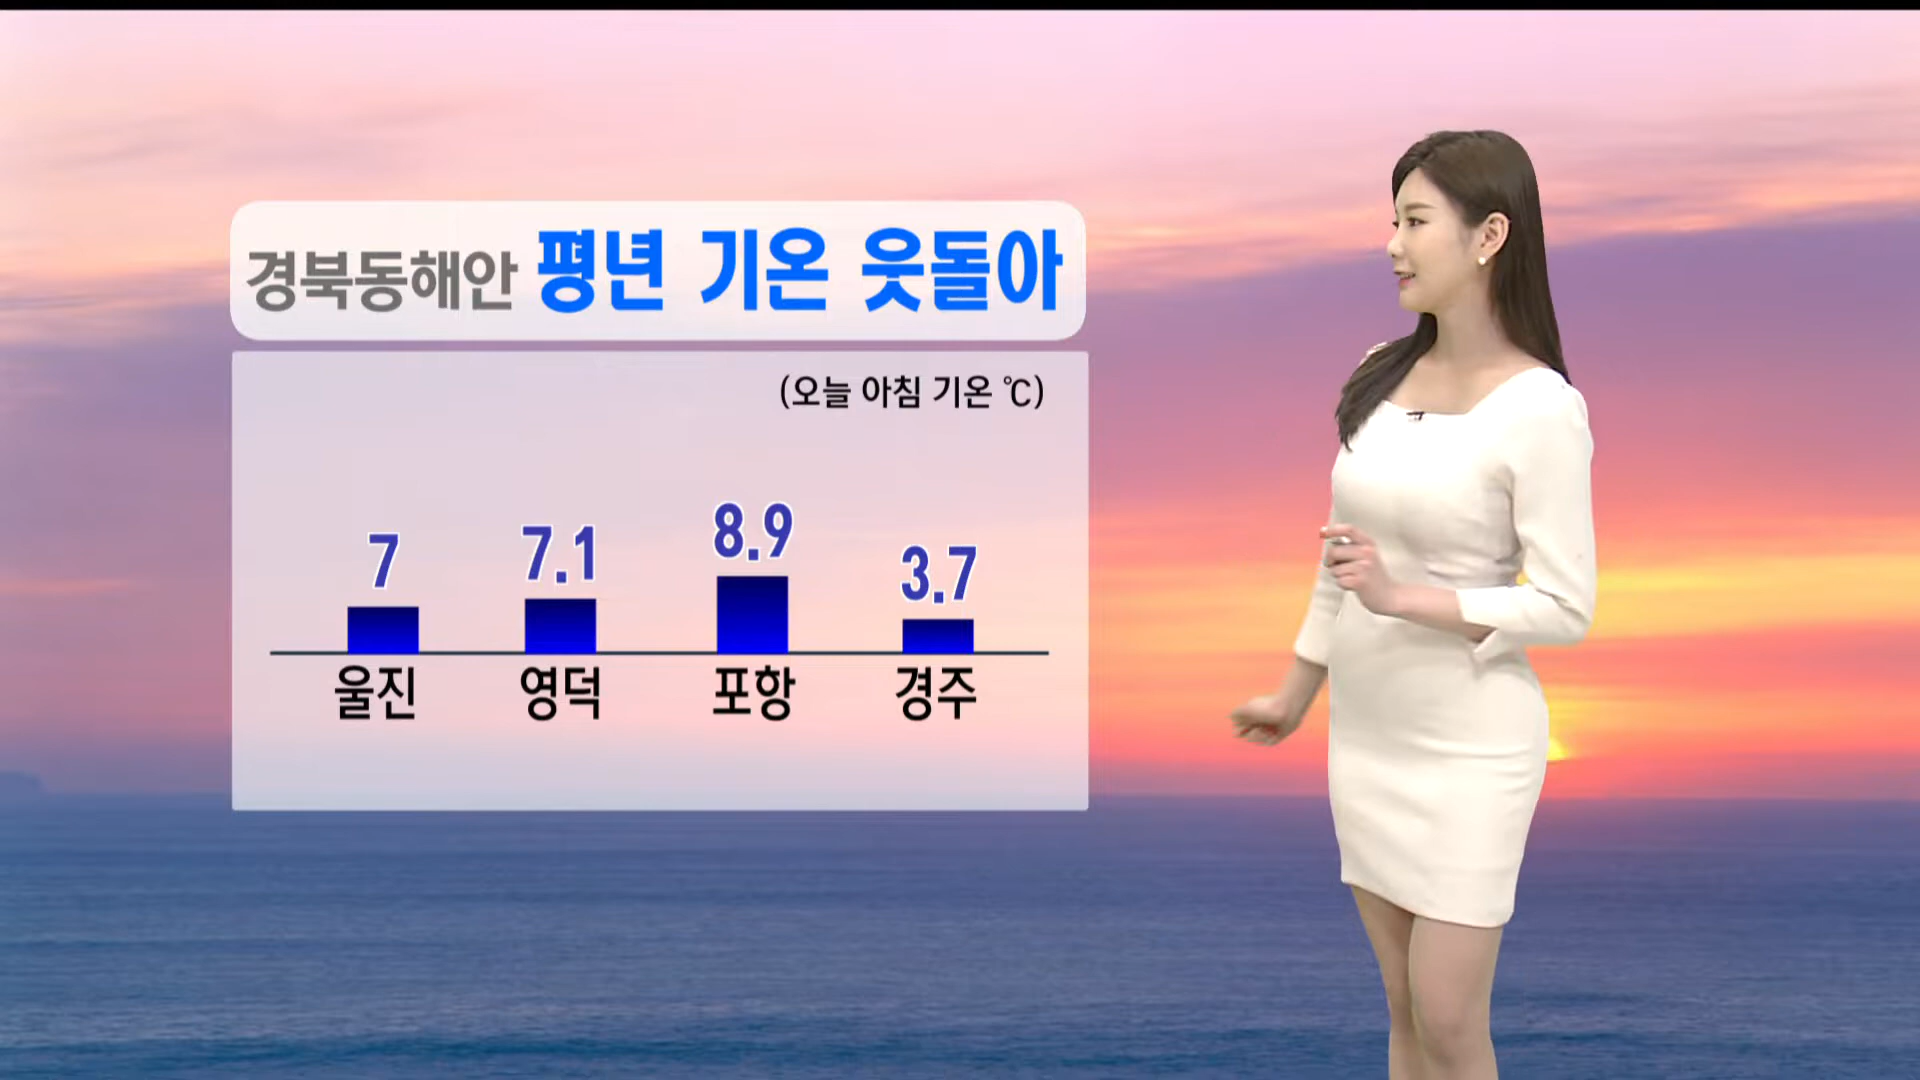 경북동해안 평년 기온 웃돌아
(오늘 아침 기온 ℃)
7 7.1 8.9 3.7
울진 영덕 포항 경주